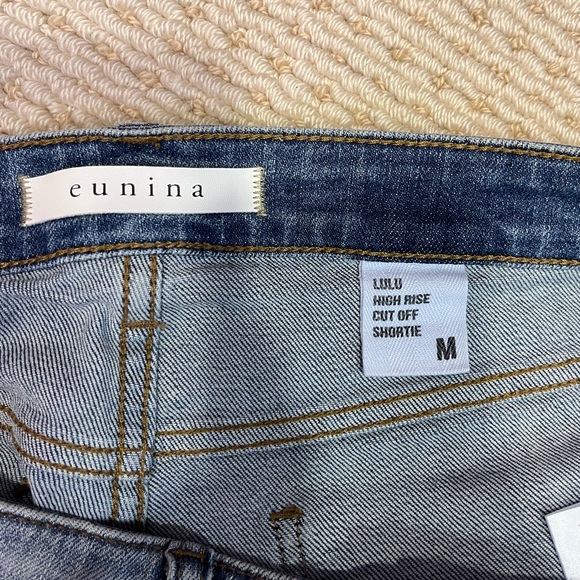 eunina
LULU
HIGH RISE
CUT OFF
SHORTIE
M